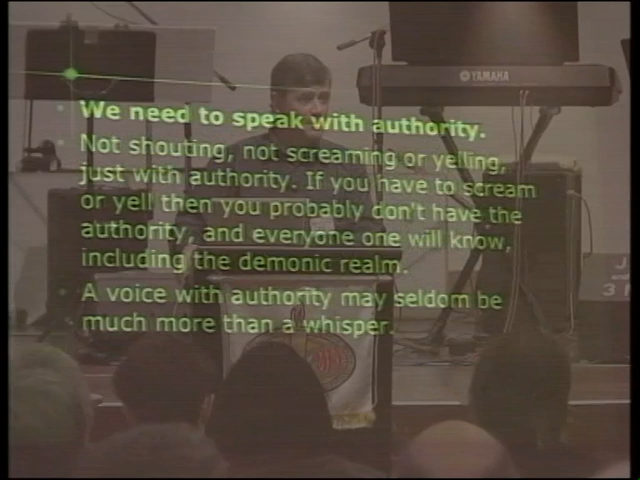 YAMAHA
We need to speak with authority.
Not shouting, not screaming or yelling,
just with authority. If you have to scream
or yell then you probably don't have the
authority, and everyone one will know,
including the demonic realm.
A voice with authority may seldom be
much more than a whisper.